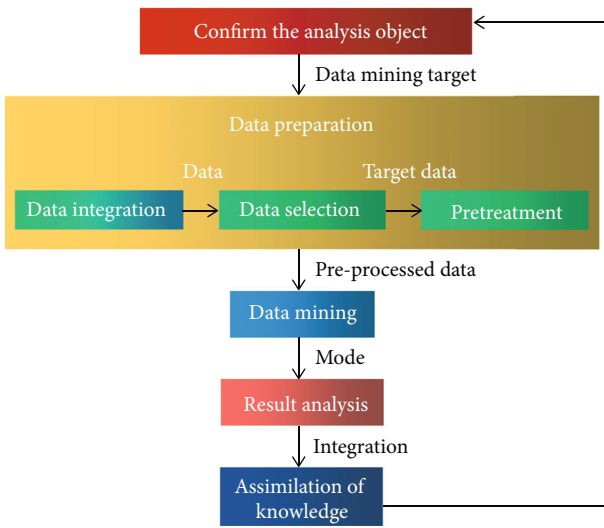 Confirm the analysis object
Data mining target
Data preparation
Data
Target data
Data integration
Data selection
Pretreatment
Pre-processed data
Data mining
Mode
Result analysis
Integration
Assimilation of
knowledge